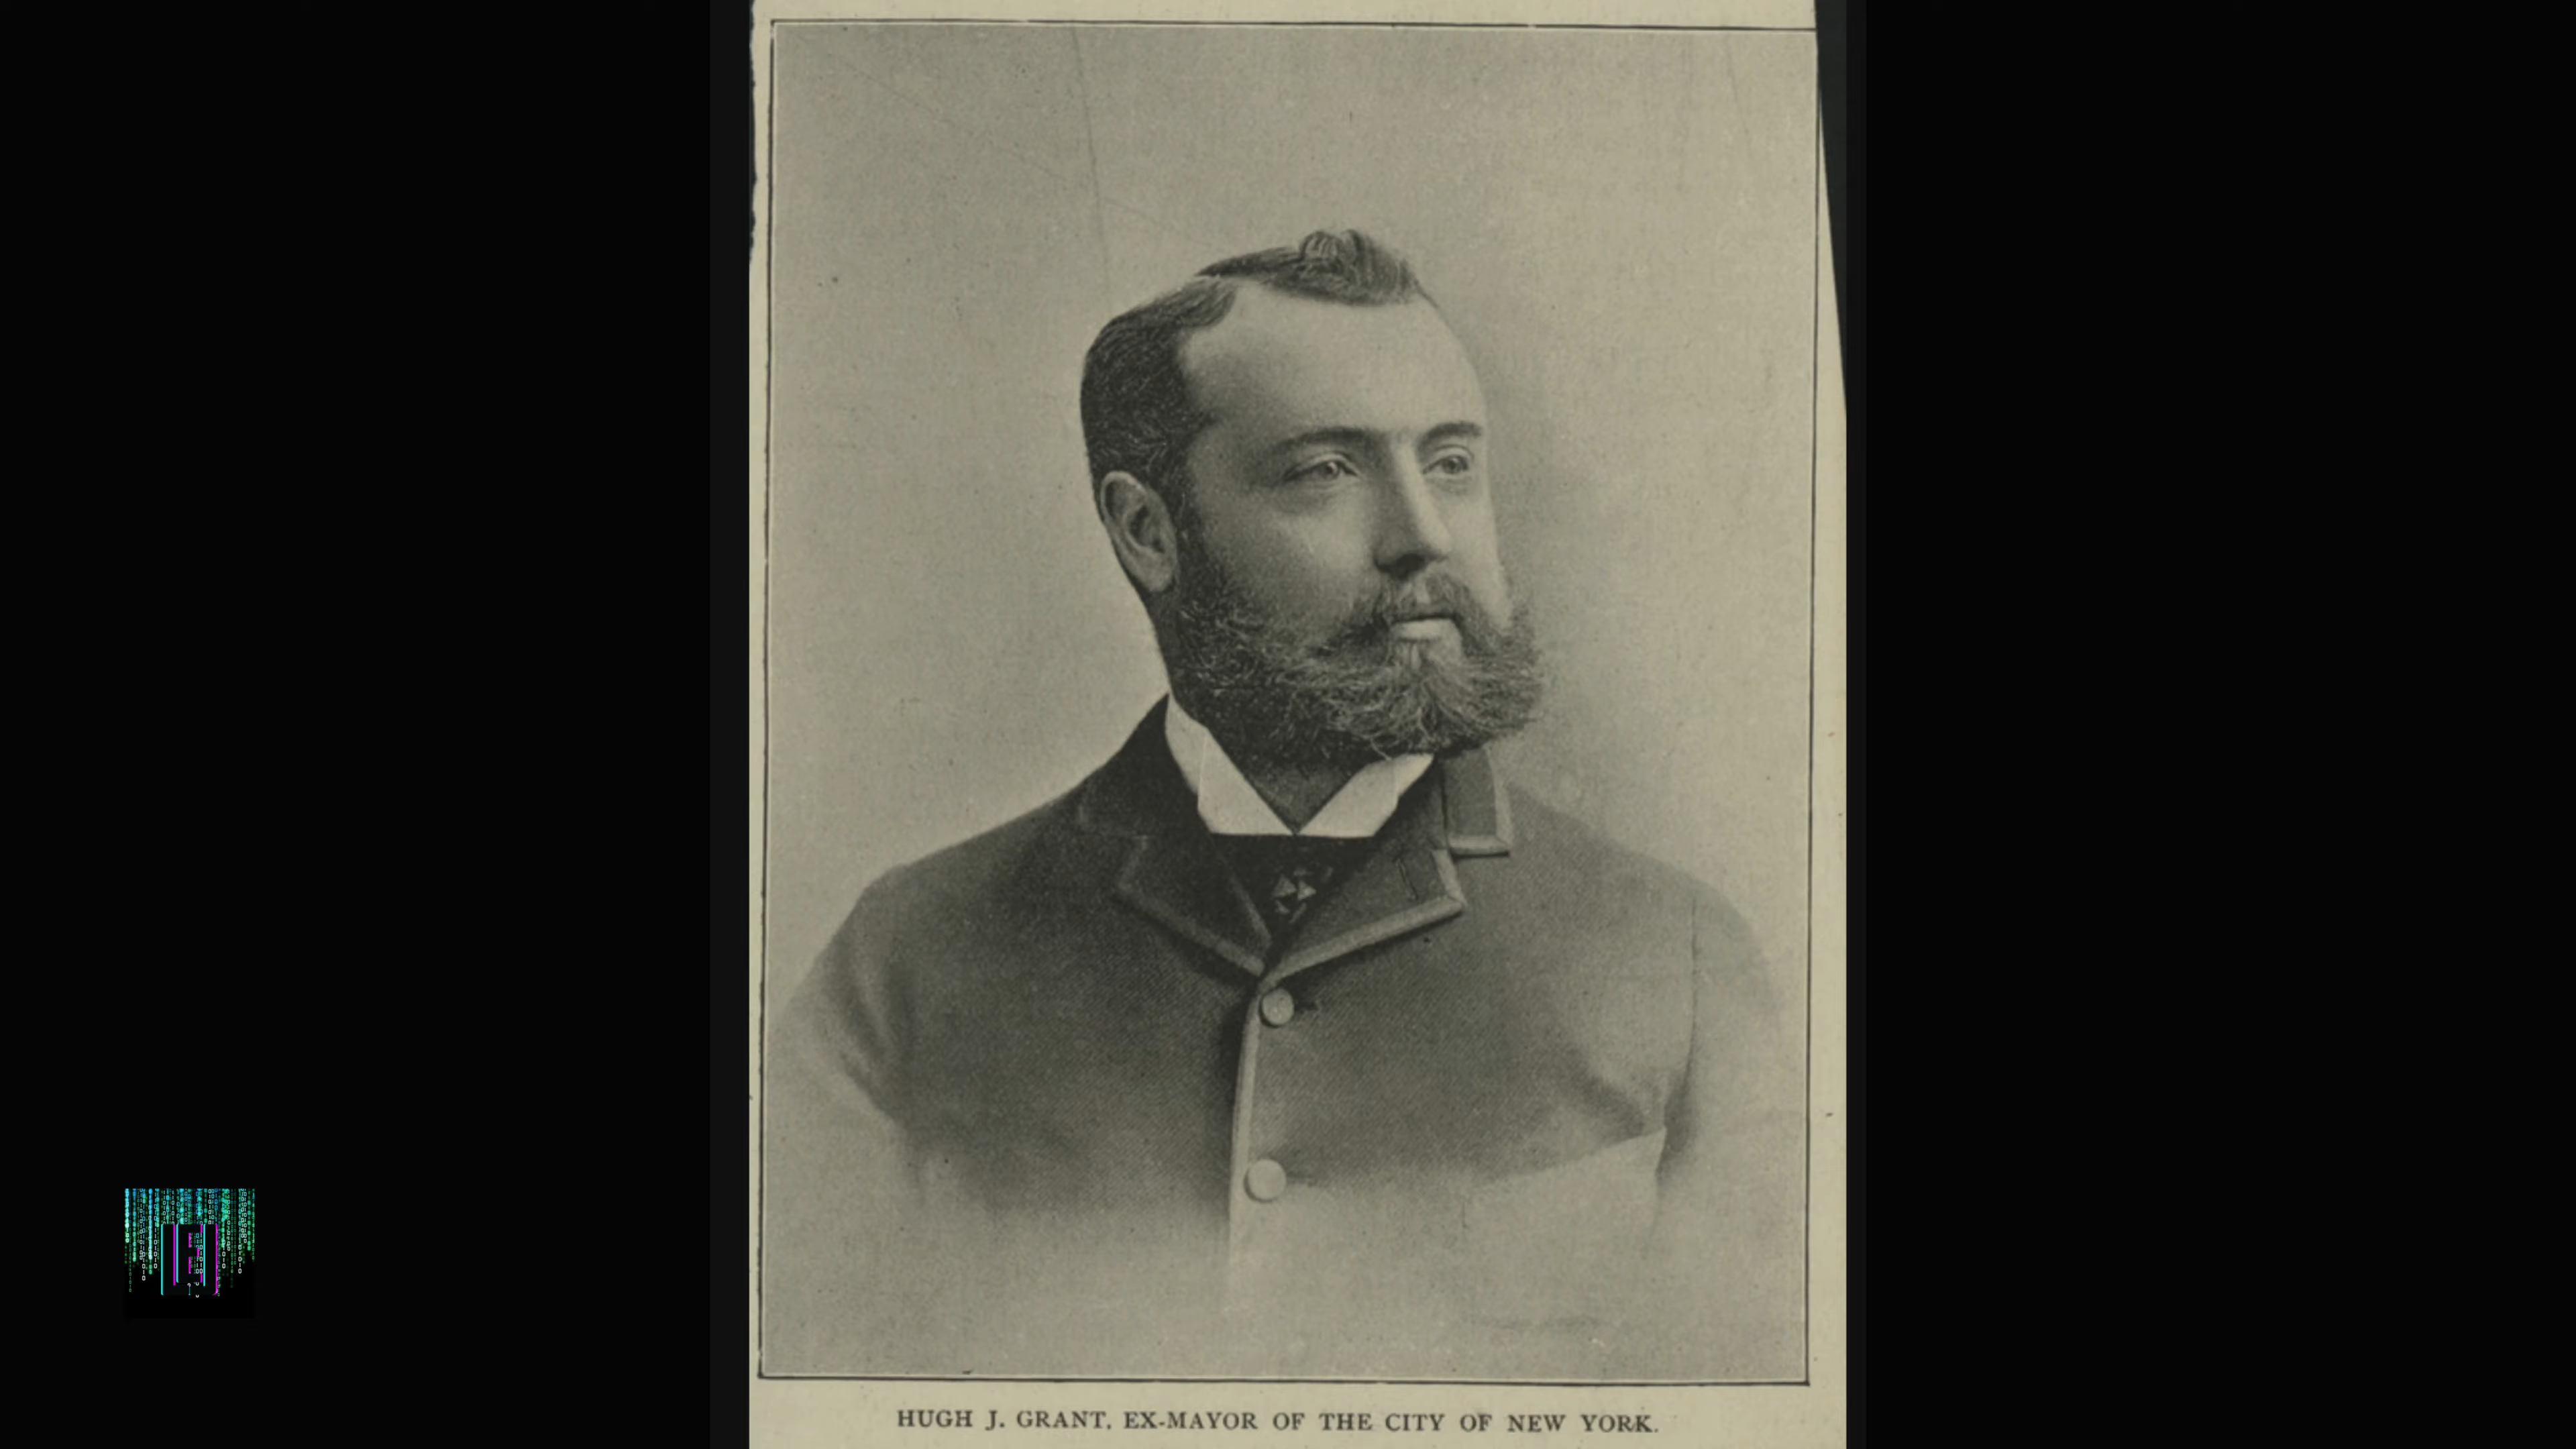 HUGH J. GRANT, EX-MAYOR OF THE CITY OF NEW YORK.